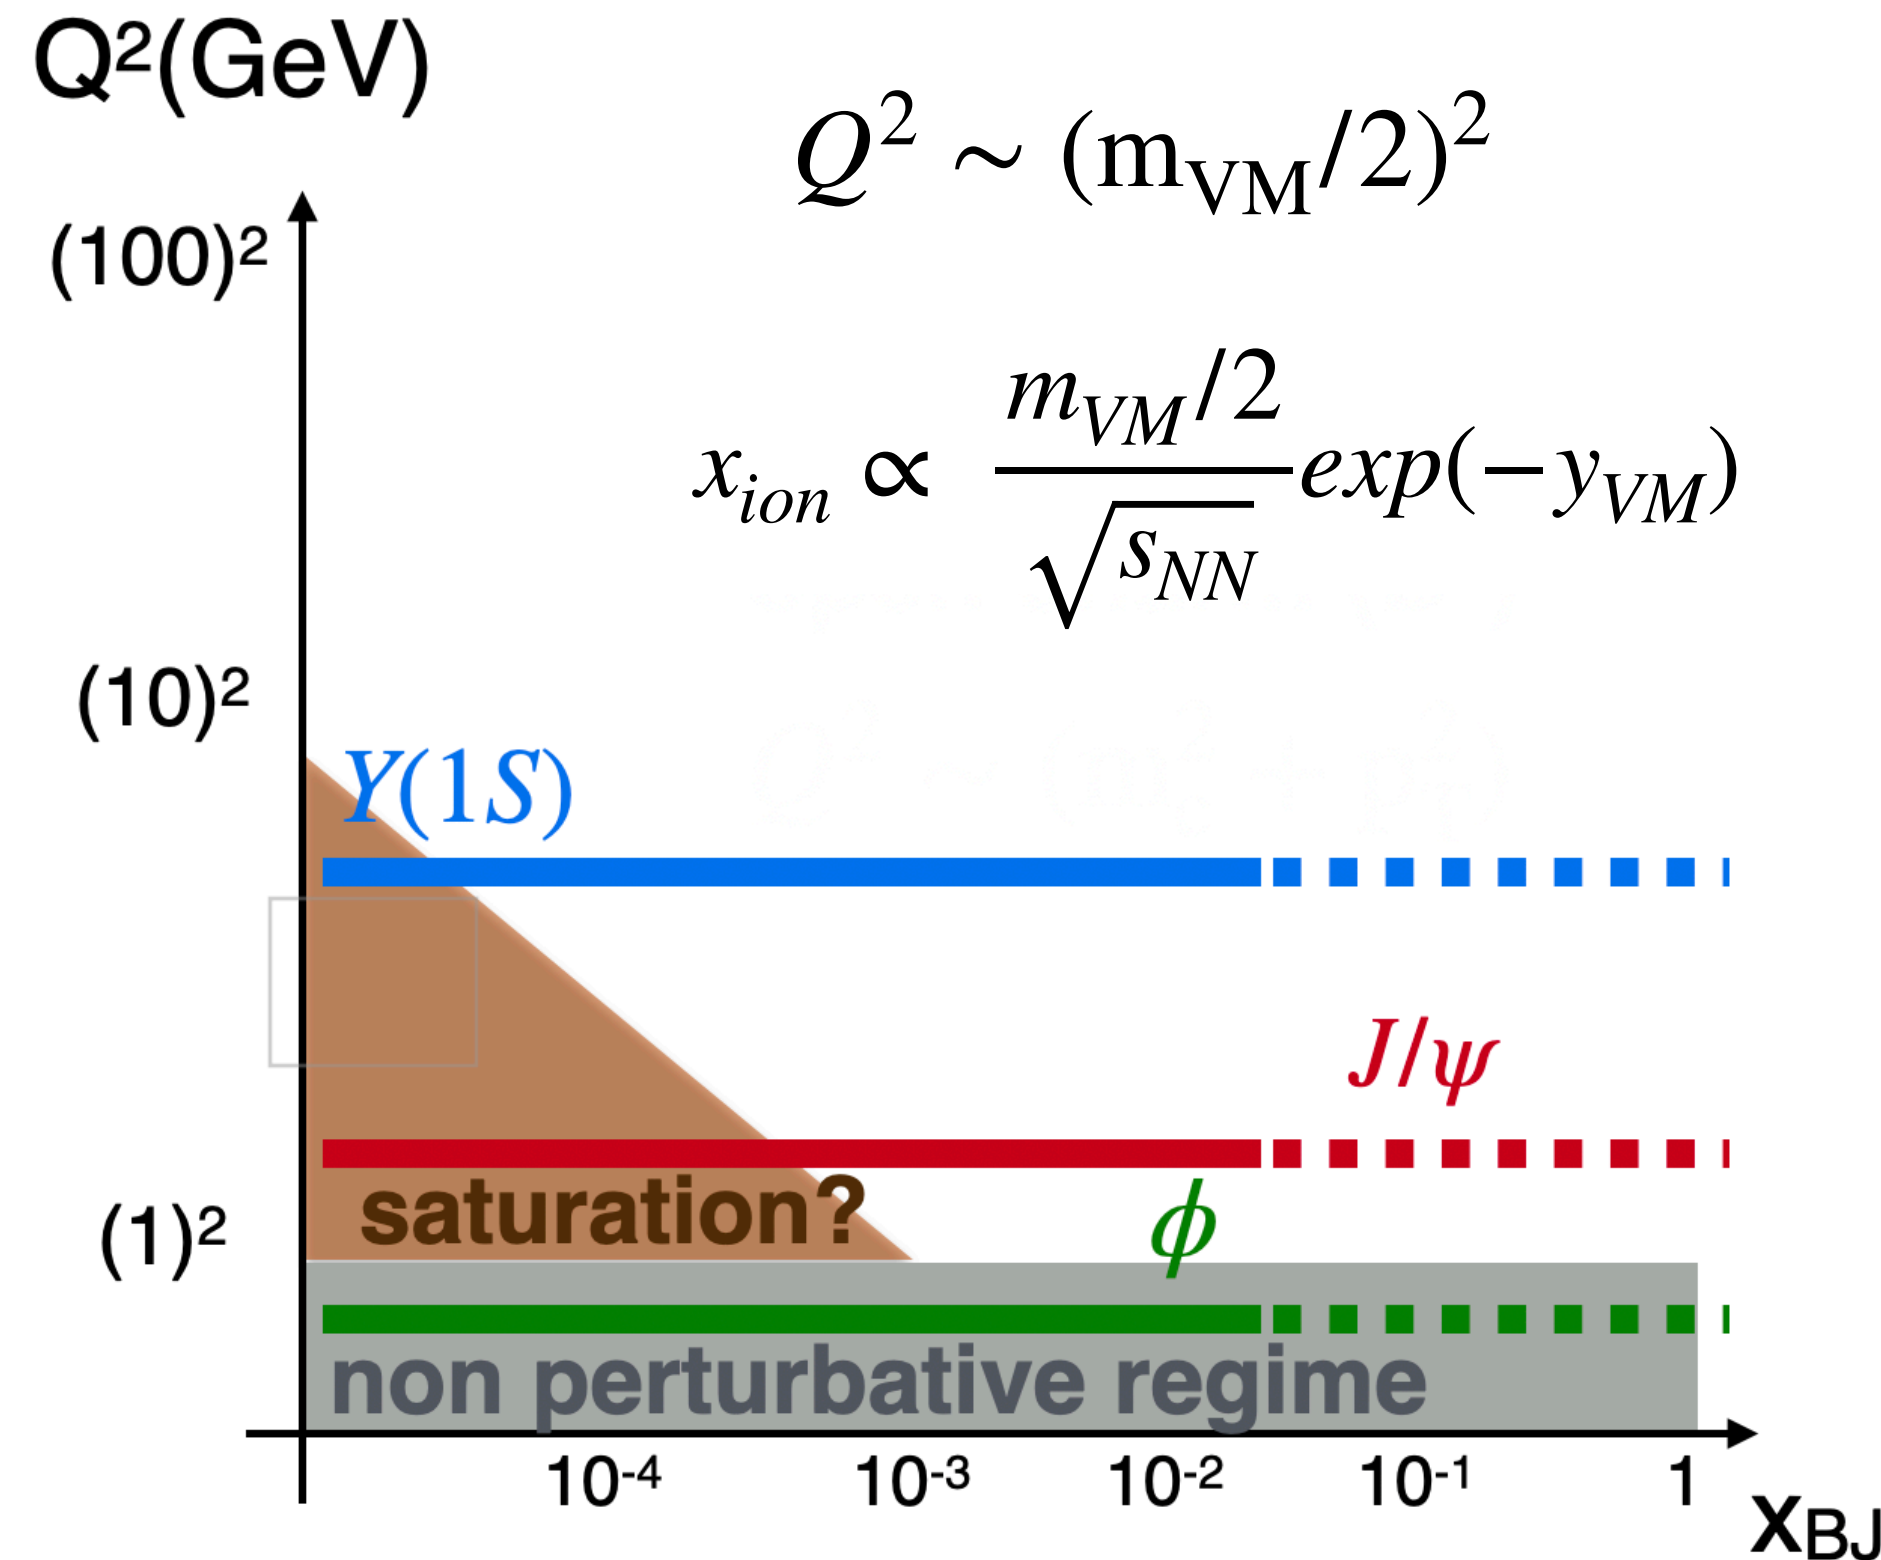 Q²(GeV)
Q² ~ (m_VM/2)²
(100)²
x_ion ∝ m_VM/2 / √s_NN exp(−y_VM)
(10)²
Υ(1S)
J/ψ
saturation?
ϕ
(1)²
non perturbative regime
10⁻⁴ 10⁻³ 10⁻² 10⁻¹ 1
x_BJ